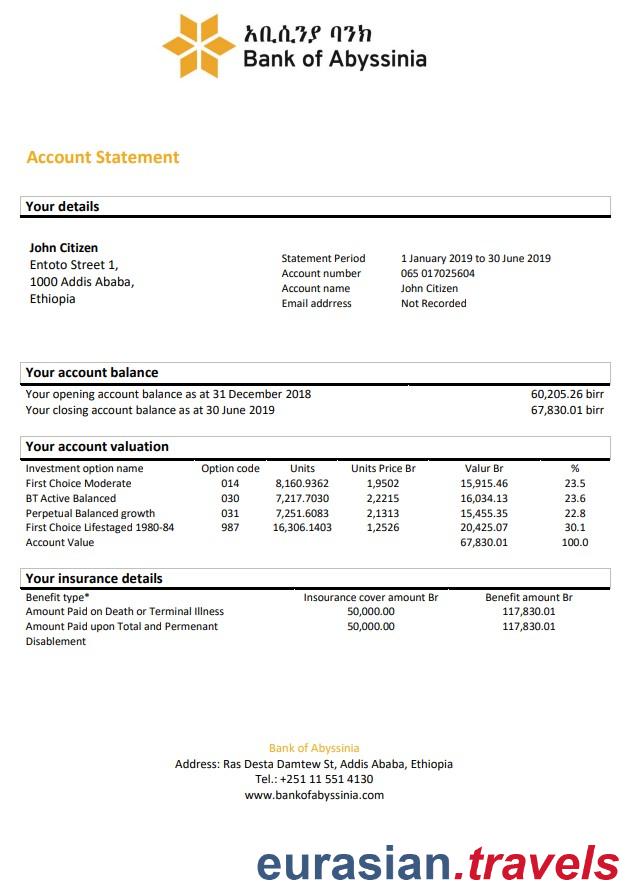 አቢሲንያ ባንክ
Bank of Abyssinia
Account Statement
Your details
John Citizen
Entoto Street 1,
1000 Addis Ababa,
Ethiopia
Statement Period 1 January 2019 to 30 June 2019
Account number 065 017025604
Account name John Citizen
Email addrress Not Recorded
Your account balance
Your opening account balance as at 31 December 2018 60,205.26 birr
Your closing account balance as at 30 June 2019 67,830.01 birr
Your account valuation
Investment option name Option code Units Units Price Br Valur Br %
First Choice Moderate 014 8,160.9362 1,9502 15,915.46 23.5
BT Active Balanced 030 7,217.7030 2,2215 16,034.13 23.6
Perpetual Balanced growth 031 7,251.6083 2,1313 15,455.35 22.8
First Choice Lifestaged 1980-84 987 16,306.1403 1,2526 20,425.07 30.1
Account Value 67,830.01 100.0
Your insurance details
Benefit type* Insourance cover amount Br Benefit amount Br
Amount Paid on Death or Terminal Illness 50,000.00 117,830.01
Amount Paid upon Total and Permenant 50,000.00 117,830.01
Disablement
Bank of Abyssinia
Address: Ras Desta Damtew St, Addis Ababa, Ethiopia
Tel.: +251 11 551 4130
www.bankofabyssinia.com
eurasian.travels